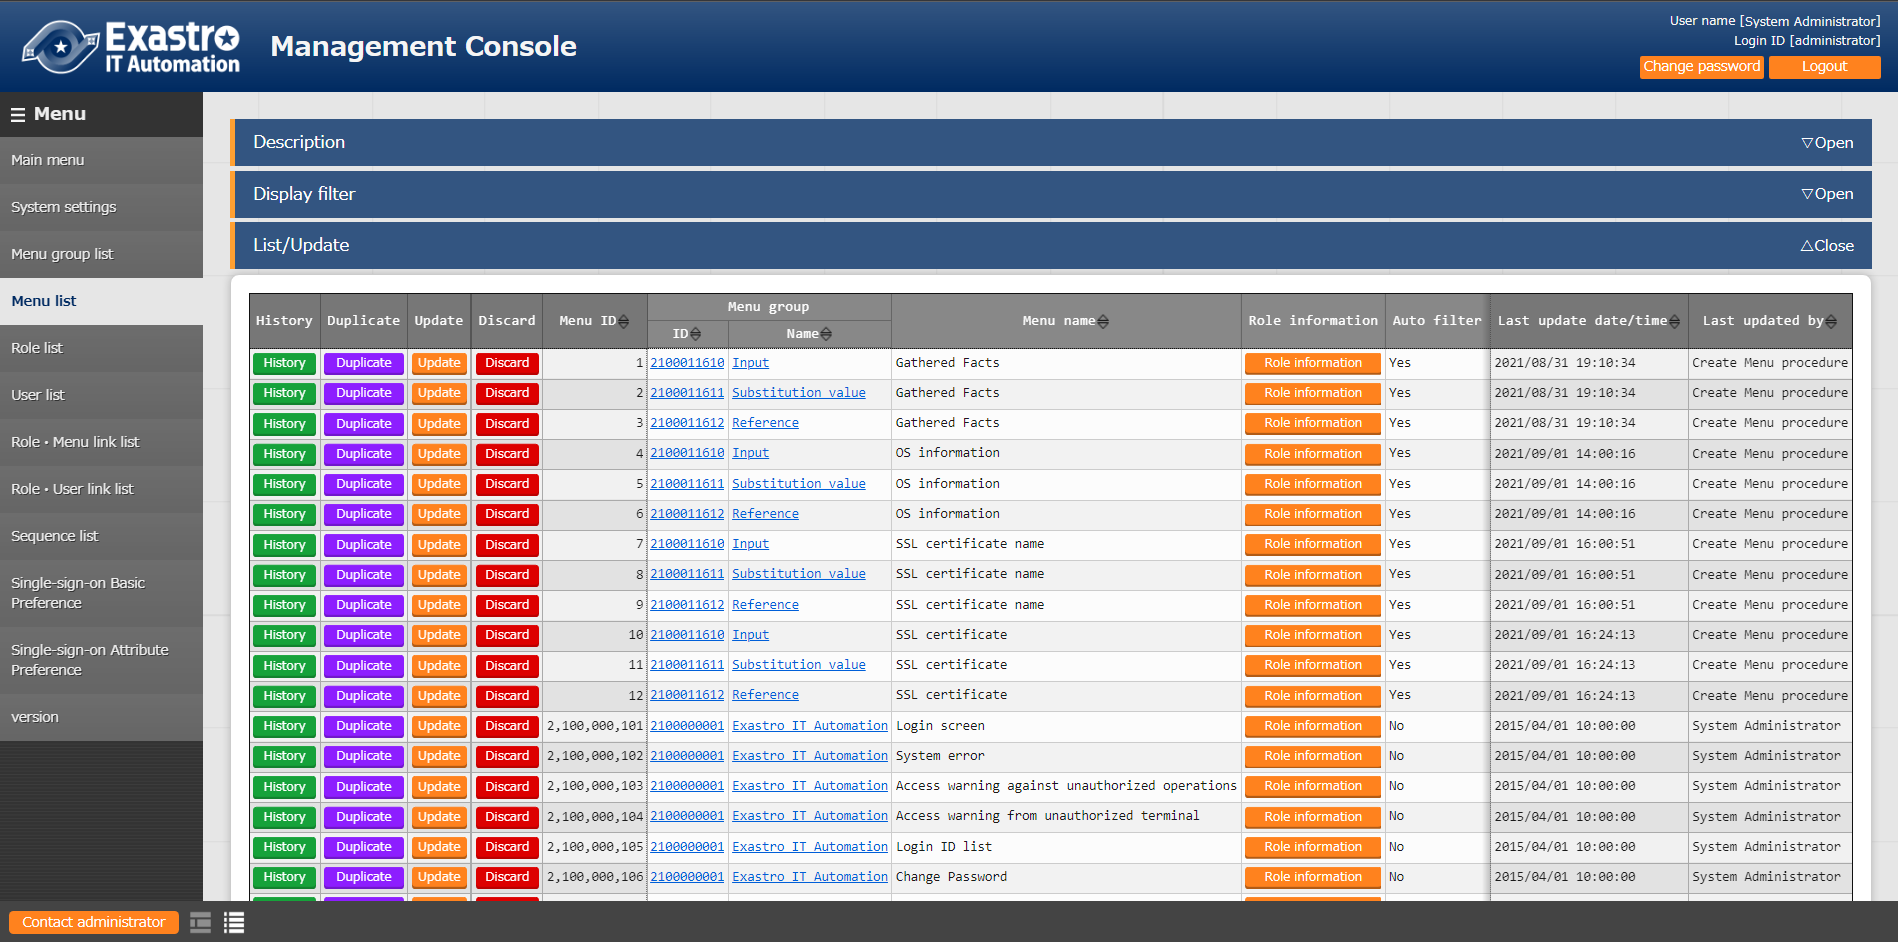 Exastro
IT Automation
Management Console
User name [System Administrator]
Login ID [administrator]
Change password Logout
Menu
Main menu
System settings
Menu group list
Menu list
Role list
User list
Role・Menu link list
Role・User link list
Sequence list
Single-sign-on Basic
Preference
Single-sign-on Attribute
Preference
version
Description ▽Open
Display filter ▽Open
List/Update △Close
History Duplicate Update Discard Menu ID Menu group Menu name Role information Auto filter Last update date/time Last updated by
ID Name
History Duplicate Update Discard 1 2100011610 Input Gathered Facts Role information Yes 2021/08/31 19:10:34 Create Menu procedure
History Duplicate Update Discard 2 2100011611 Substitution value Gathered Facts Role information Yes 2021/08/31 19:10:34 Create Menu procedure
History Duplicate Update Discard 3 2100011612 Reference Gathered Facts Role information Yes 2021/08/31 19:10:34 Create Menu procedure
History Duplicate Update Discard 4 2100011610 Input OS information Role information Yes 2021/09/01 14:00:16 Create Menu procedure
History Duplicate Update Discard 5 2100011611 Substitution value OS information Role information Yes 2021/09/01 14:00:16 Create Menu procedure
History Duplicate Update Discard 6 2100011612 Reference OS information Role information Yes 2021/09/01 14:00:16 Create Menu procedure
History Duplicate Update Discard 7 2100011610 Input SSL certificate name Role information Yes 2021/09/01 16:00:51 Create Menu procedure
History Duplicate Update Discard 8 2100011611 Substitution value SSL certificate name Role information Yes 2021/09/01 16:00:51 Create Menu procedure
History Duplicate Update Discard 9 2100011612 Reference SSL certificate name Role information Yes 2021/09/01 16:00:51 Create Menu procedure
History Duplicate Update Discard 10 2100011610 Input SSL certificate Role information Yes 2021/09/01 16:24:13 Create Menu procedure
History Duplicate Update Discard 11 2100011611 Substitution value SSL certificate Role information Yes 2021/09/01 16:24:13 Create Menu procedure
History Duplicate Update Discard 12 2100011612 Reference SSL certificate Role information Yes 2021/09/01 16:24:13 Create Menu procedure
History Duplicate Update Discard 2,100,000,101 2100000001 Exastro IT Automation Login screen Role information No 2015/04/01 10:00:00 System Administrator
History Duplicate Update Discard 2,100,000,102 2100000001 Exastro IT Automation System error Role information No 2015/04/01 10:00:00 System Administrator
History Duplicate Update Discard 2,100,000,103 2100000001 Exastro IT Automation Access warning against unauthorized operations Role information No 2015/04/01 10:00:00 System Administrator
History Duplicate Update Discard 2,100,000,104 2100000001 Exastro IT Automation Access warning from unauthorized terminal Role information No 2015/04/01 10:00:00 System Administrator
History Duplicate Update Discard 2,100,000,105 2100000001 Exastro IT Automation Login ID list Role information No 2015/04/01 10:00:00 System Administrator
History Duplicate Update Discard 2,100,000,106 2100000001 Exastro IT Automation Change Password Role information No 2015/04/01 10:00:00 System Administrator
Contact administrator